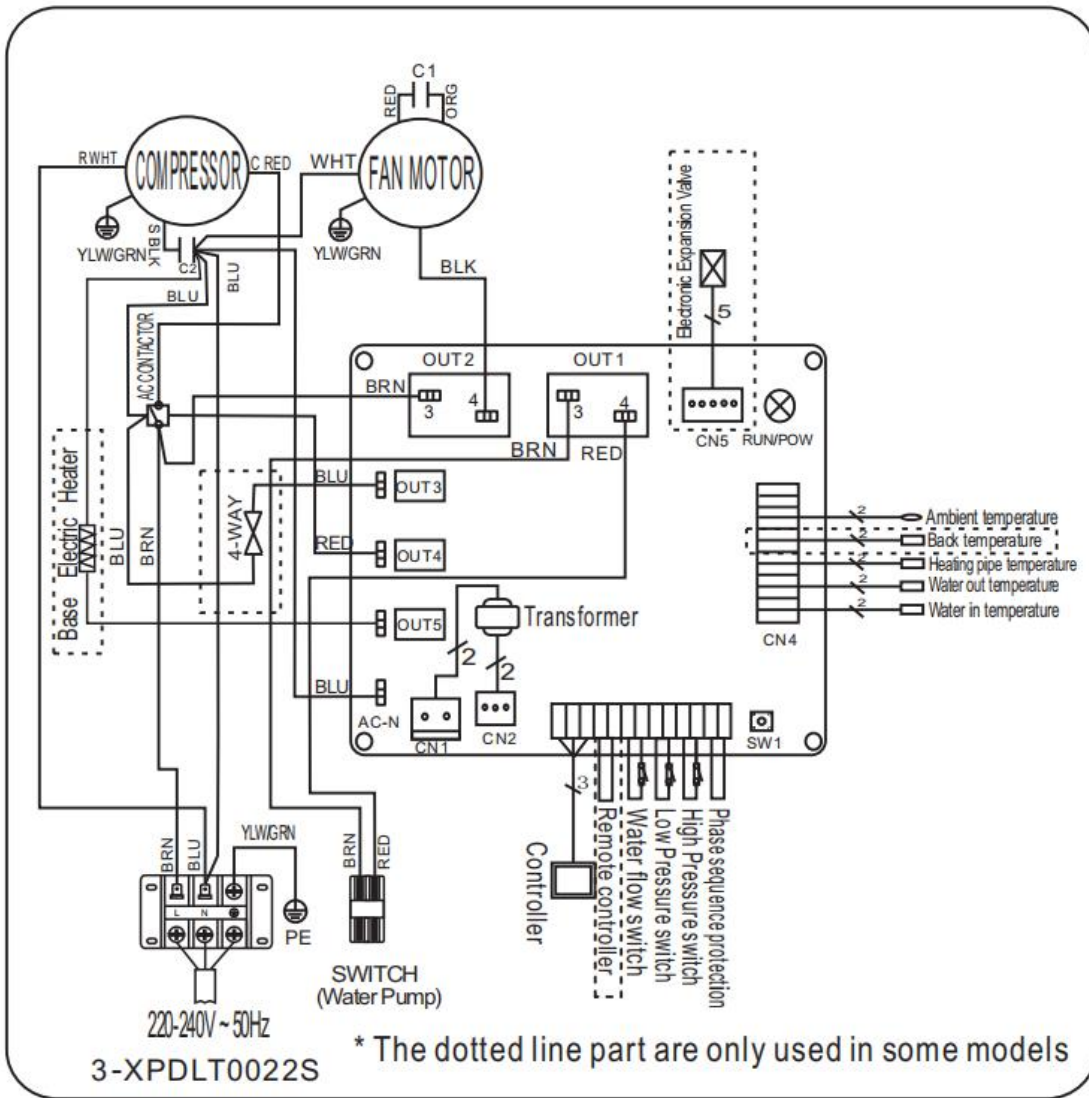 C1
RED
ORG
COMPRESSOR
R WHT
C RED
WHT
FAN MOTOR
YLW/GRN
S BLK
C2
YLW/GRN
BLK
BLU
BLU
AC CONTACTOR
Electronic Expansion Valve
5
CN5
RUN/POW
OUT2
3
4
OUT1
3
4
BRN
BRN
RED
Base Electric Heater
BLU
BRN
4-WAY
BLU
OUT3
RED
OUT4
OUT5
BLU
AC-N
Transformer
2
2
CN1
CN2
2
Ambient temperature
2
Back temperature
2
Heating pipe temperature
2
Water out temperature
2
Water in temperature
CN4
SW1
3
Controller
Remote controller
Water flow switch
Low Pressure switch
High Pressure switch
Phase sequence protection
BRN
BLU
YLW/GRN
L
N
PE
BRN
RED
SWITCH
(Water Pump)
220-240V ~ 50Hz
3-XPDLT0022S
* The dotted line part are only used in some models